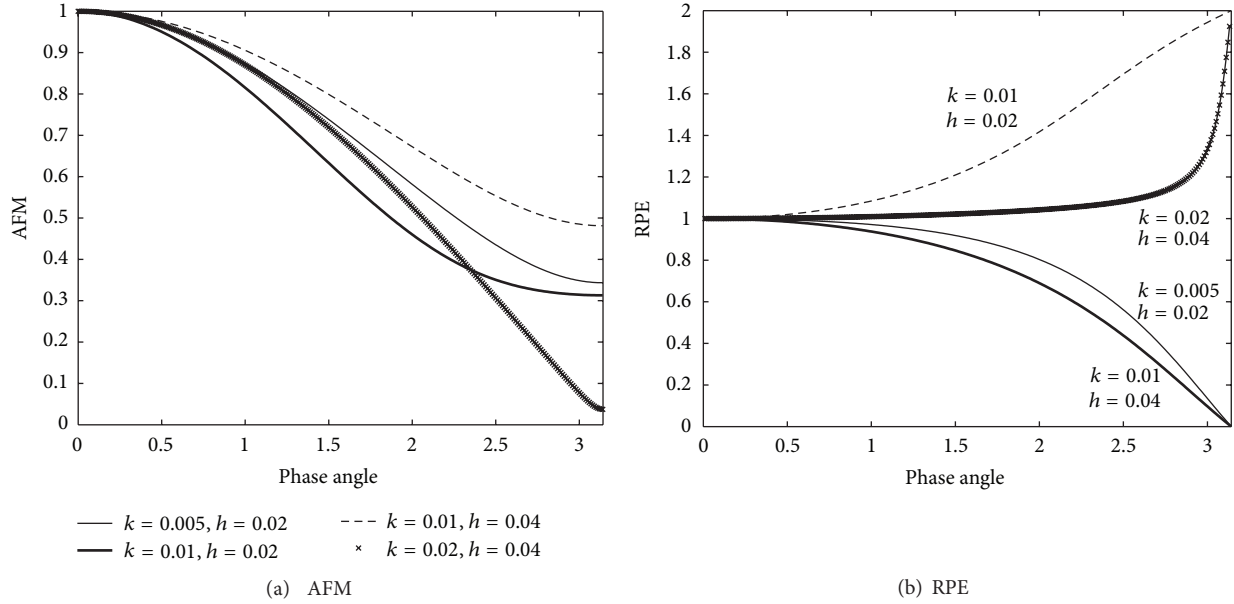 1
0.9
0.8
0.7
0.6
0.5
0.4
0.3
0.2
0.1
0
AFM
0 0.5 1 1.5 2 2.5 3
Phase angle
k = 0.005, h = 0.02
k = 0.01, h = 0.02
k = 0.01, h = 0.04
k = 0.02, h = 0.04
(a) AFM
2
1.8
1.6
1.4
1.2
1
0.8
0.6
0.4
0.2
0
RPE
k = 0.01
h = 0.02
k = 0.02
h = 0.04
k = 0.005
h = 0.02
k = 0.01
h = 0.04
0 0.5 1 1.5 2 2.5 3
Phase angle
(b) RPE